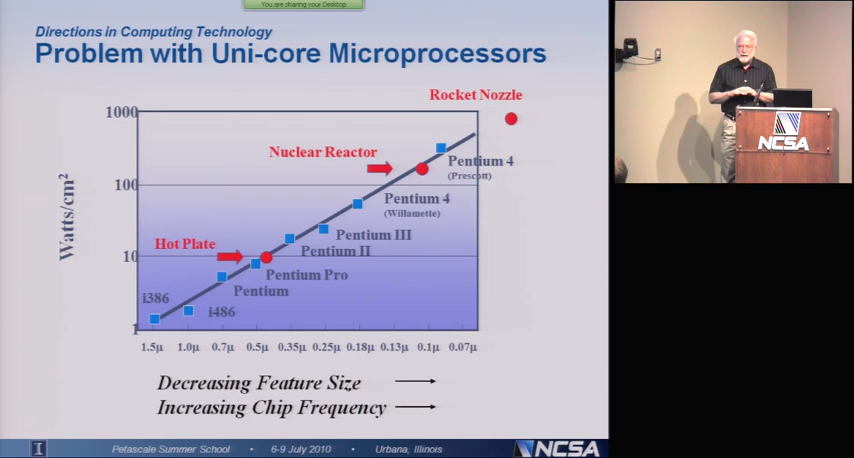 You are sharing your Desktop
Directions in Computing Technology
Problem with Uni-core Microprocessors
Rocket Nozzle
1000
Nuclear Reactor
Pentium 4
(Prescott)
100
Pentium 4
(Willamette)
Watts/cm²
Hot Plate
Pentium III
10
Pentium II
Pentium Pro
Pentium
i386
i486
1
1.5μ 1.0μ 0.7μ 0.5μ 0.35μ 0.25μ 0.18μ 0.13μ 0.1μ 0.07μ
Decreasing Feature Size
Increasing Chip Frequency
I
Petascale Summer School • 6-9 July 2010 • Urbana, Illinois
NCSA
NCSA